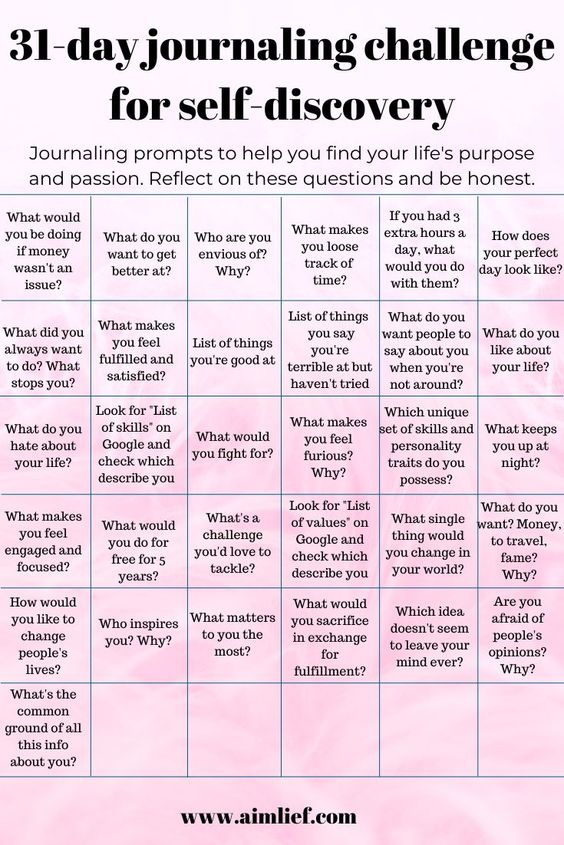 31-day journaling challenge
for self-discovery
Journaling prompts to help you find your life's purpose
and passion. Reflect on these questions and be honest.
What would
you be doing
if money
wasn't an
issue?
What do you
want to get
better at?
Who are you
envious of?
Why?
What makes
you loose
track of
time?
If you had 3
extra hours a
day, what
would you do
with them?
How does
your perfect
day look like?
What did you
always want
to do? What
stops you?
What makes
you feel
fulfilled and
satisfied?
List of things
you're good at
List of things
you say
you're
terrible at but
haven't tried
What do you
want people to
say about you
when you're
not around?
What do you
like about
your life?
What do you
hate about
your life?
Look for "List
of skills" on
Google and
check which
describe you
What would
you fight for?
What makes
you feel
furious?
Why?
Which unique
set of skills and
personality
traits do you
possess?
What keeps
you up at
night?
What makes
you feel
engaged and
focused?
What would
you do for
free for 5
years?
What's a
challenge
you'd love to
tackle?
Look for "List
of values" on
Google and
check which
describe you
What single
thing would
you change in
your world?
What do you
want? Money,
to travel,
fame?
Why?
How would
you like to
change
people's
lives?
Who inspires
you? Why?
What matters
to you the
most?
What would
you sacrifice
in exchange
for
fulfillment?
Which idea
doesn't seem
to leave your
mind ever?
Are you
afraid of
people's
opinions?
Why?
What's the
common
ground of all
this info
about you?
www.aimlief.com